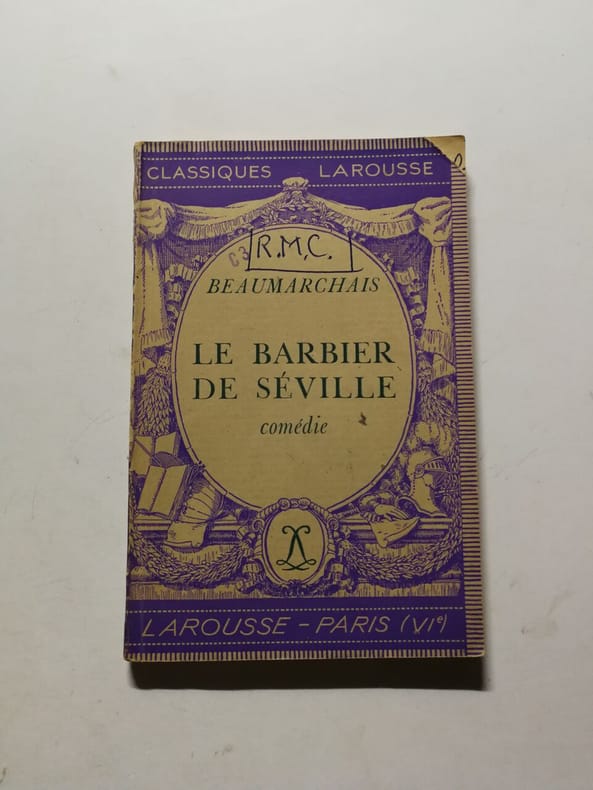 CLASSIQUES LAROUSSE
R.M.C.
C3
BEAUMARCHAIS
LE BARBIER
DE SÉVILLE
comédie
LAROUSSE – PARIS (VIe)